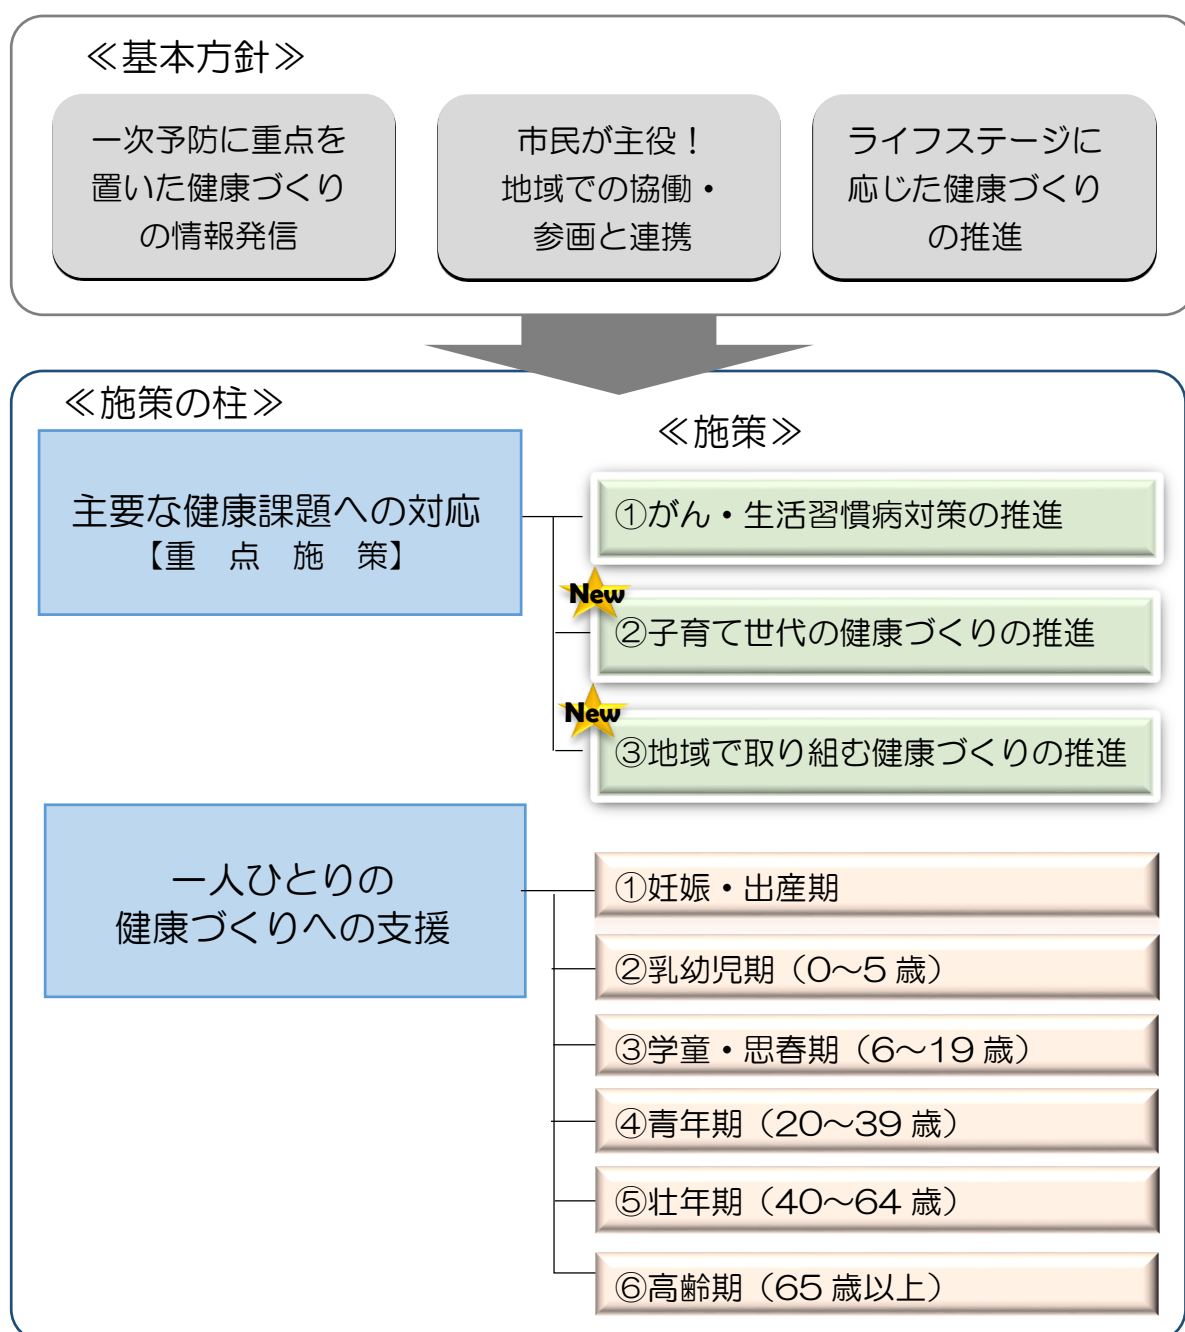 ≪基本方針≫
一次予防に重点を
置いた健康づくり
の情報発信
市民が主役！
地域での協働・
参画と連携
ライフステージに
応じた健康づくり
の推進
≪施策の柱≫
≪施策≫
主要な健康課題への対応
【重　点　施　策】
①がん・生活習慣病対策の推進
New
②子育て世代の健康づくりの推進
New
③地域で取り組む健康づくりの推進
一人ひとりの
健康づくりへの支援
①妊娠・出産期
②乳幼児期（0～5 歳）
③学童・思春期（6～19 歳）
④青年期（20～39 歳）
⑤壮年期（40～64 歳）
⑥高齢期（65 歳以上）